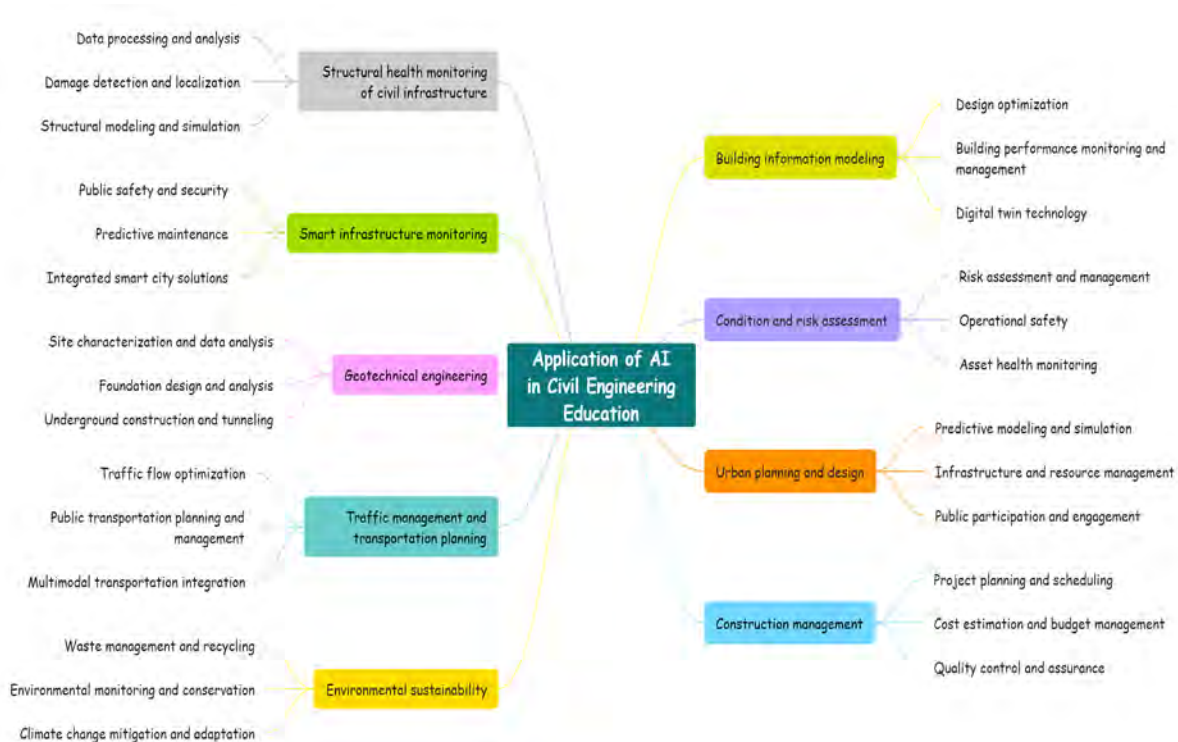 Data processing and analysis
Damage detection and localization
Structural modeling and simulation
Structural health monitoring
of civil infrastructure
Public safety and security
Predictive maintenance
Integrated smart city solutions
Smart infrastructure monitoring
Site characterization and data analysis
Foundation design and analysis
Underground construction and tunneling
Geotechnical engineering
Traffic flow optimization
Public transportation planning and
management
Multimodal transportation integration
Traffic management and
transportation planning
Waste management and recycling
Environmental monitoring and conservation
Climate change mitigation and adaptation
Environmental sustainability
Application of AI
in Civil Engineering
Education
Building information modeling
Design optimization
Building performance monitoring and
management
Digital twin technology
Condition and risk assessment
Risk assessment and management
Operational safety
Asset health monitoring
Urban planning and design
Predictive modeling and simulation
Infrastructure and resource management
Public participation and engagement
Construction management
Project planning and scheduling
Cost estimation and budget management
Quality control and assurance